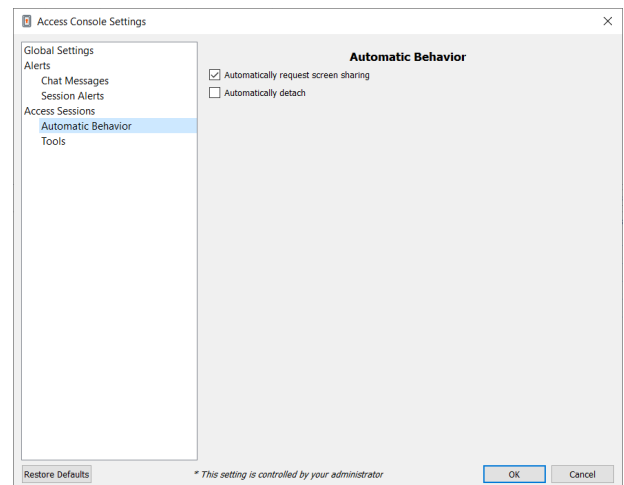 Access Console Settings
Global Settings
Alerts
Chat Messages
Session Alerts
Access Sessions
Automatic Behavior
Tools
Automatic Behavior
Automatically request screen sharing
Automatically detach
Restore Defaults
* This setting is controlled by your administrator
OK
Cancel